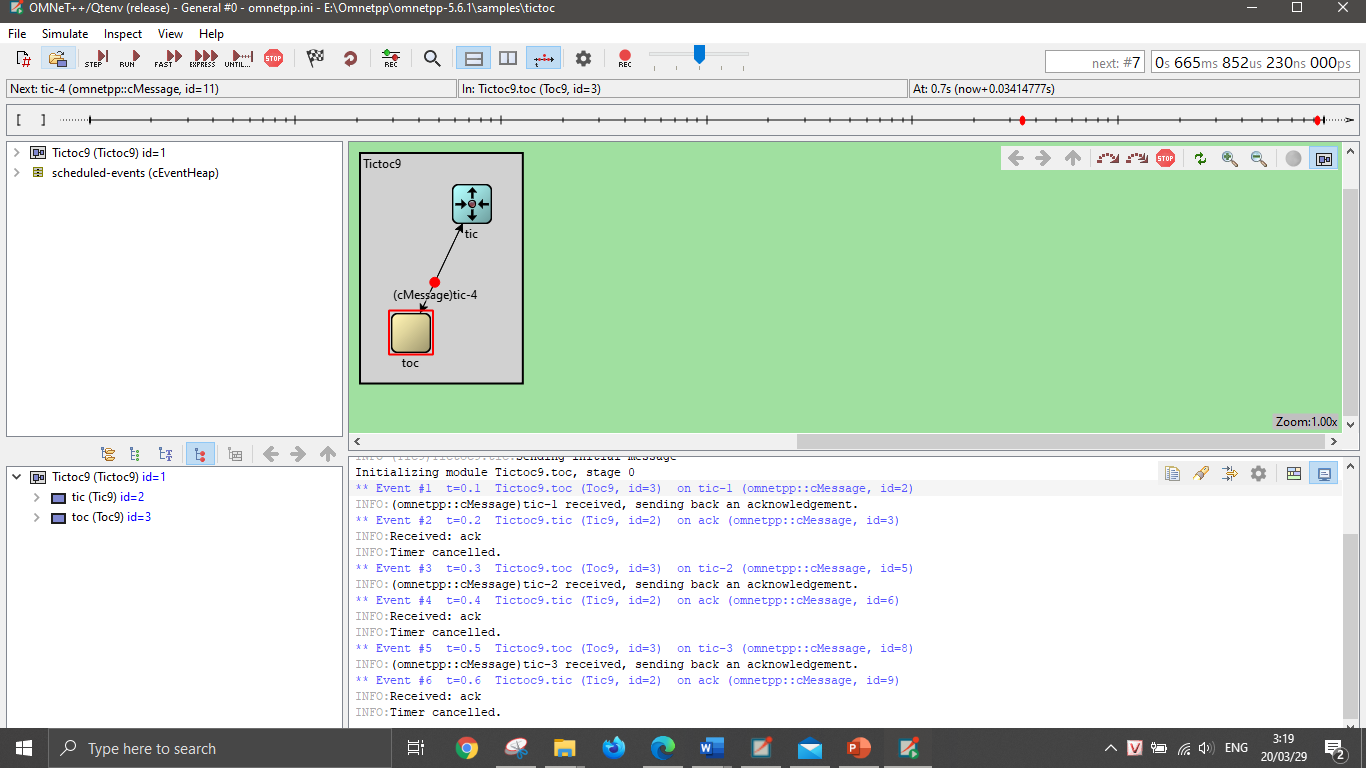 OMNeT++/Qtenv (release) - General #0 - omnetpp.ini - E:\Omnetpp\omnetpp-5.6.1\samples\tictoc
File Simulate Inspect View Help
STEP RUN FAST EXPRESS UNTIL... STOP REC REC next: #7 0s 665ms 852us 230ns 000ps
Next: tic-4 (omnetpp::cMessage, id=11) In: Tictoc9.toc (Toc9, id=3) At: 0.7s (now+0.03414777s)
[ ]
Tictoc9 (Tictoc9) id=1
scheduled-events (cEventHeap)
STOP
Tictoc9
tic
(cMessage)tic-4
toc
Zoom:1.00x
Tictoc9 (Tictoc9) id=1
tic (Tic9) id=2
toc (Toc9) id=3
INFO (Tic9)Tictoc9.tic:Sending initial message
Initializing module Tictoc9.toc, stage 0
** Event #1 t=0.1 Tictoc9.toc (Toc9, id=3) on tic-1 (omnetpp::cMessage, id=2)
INFO:(omnetpp::cMessage)tic-1 received, sending back an acknowledgement.
** Event #2 t=0.2 Tictoc9.tic (Tic9, id=2) on ack (omnetpp::cMessage, id=3)
INFO:Received: ack
INFO:Timer cancelled.
** Event #3 t=0.3 Tictoc9.toc (Toc9, id=3) on tic-2 (omnetpp::cMessage, id=5)
INFO:(omnetpp::cMessage)tic-2 received, sending back an acknowledgement.
** Event #4 t=0.4 Tictoc9.tic (Tic9, id=2) on ack (omnetpp::cMessage, id=6)
INFO:Received: ack
INFO:Timer cancelled.
** Event #5 t=0.5 Tictoc9.toc (Toc9, id=3) on tic-3 (omnetpp::cMessage, id=8)
INFO:(omnetpp::cMessage)tic-3 received, sending back an acknowledgement.
** Event #6 t=0.6 Tictoc9.tic (Tic9, id=2) on ack (omnetpp::cMessage, id=9)
INFO:Received: ack
INFO:Timer cancelled.
Type here to search
ENG
3:19
20/03/29
2